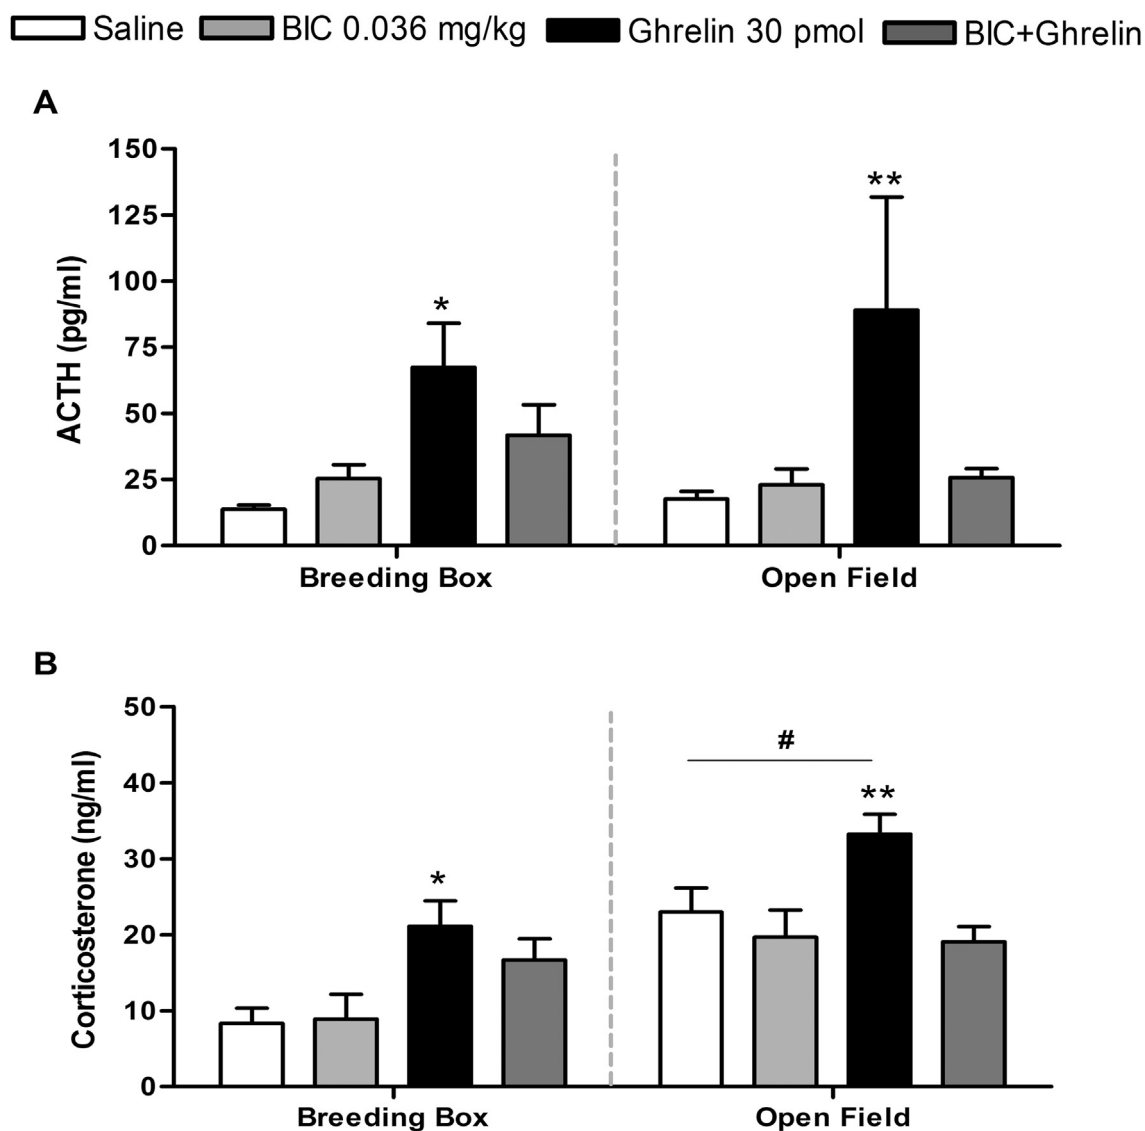 Saline BIC 0.036 mg/kg Ghrelin 30 pmol BIC+Ghrelin
A
150
125
100
75
50
25
0
ACTH (pg/ml)
*
**
Breeding Box Open Field
B
50
40
30
20
10
0
Corticosterone (ng/ml)
*
#
**
Breeding Box Open Field